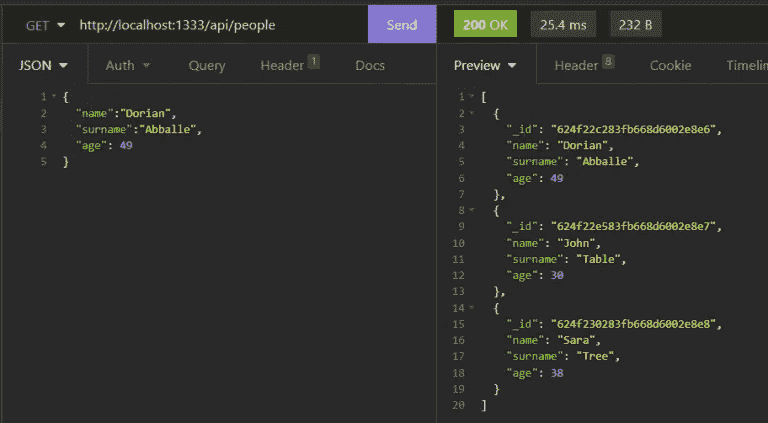 GET http://localhost:1333/api/people Send 200 OK 25.4 ms 232 B
JSON Auth Query Header 1 Docs Preview Header 8 Cookie Timelin
1 {
2 "name":"Dorian",
3 "surname":"Abballe",
4 "age": 49
5 }
1 [
2 {
3 "_id": "624f22c283fb668d6002e8e6",
4 "name": "Dorian",
5 "surname": "Abballe",
6 "age": 49
7 },
8 {
9 "_id": "624f22e583fb668d6002e8e7",
10 "name": "John",
11 "surname": "Table",
12 "age": 30
13 },
14 {
15 "_id": "624f230283fb668d6002e8e8",
16 "name": "Sara",
17 "surname": "Tree",
18 "age": 38
19 }
20 ]